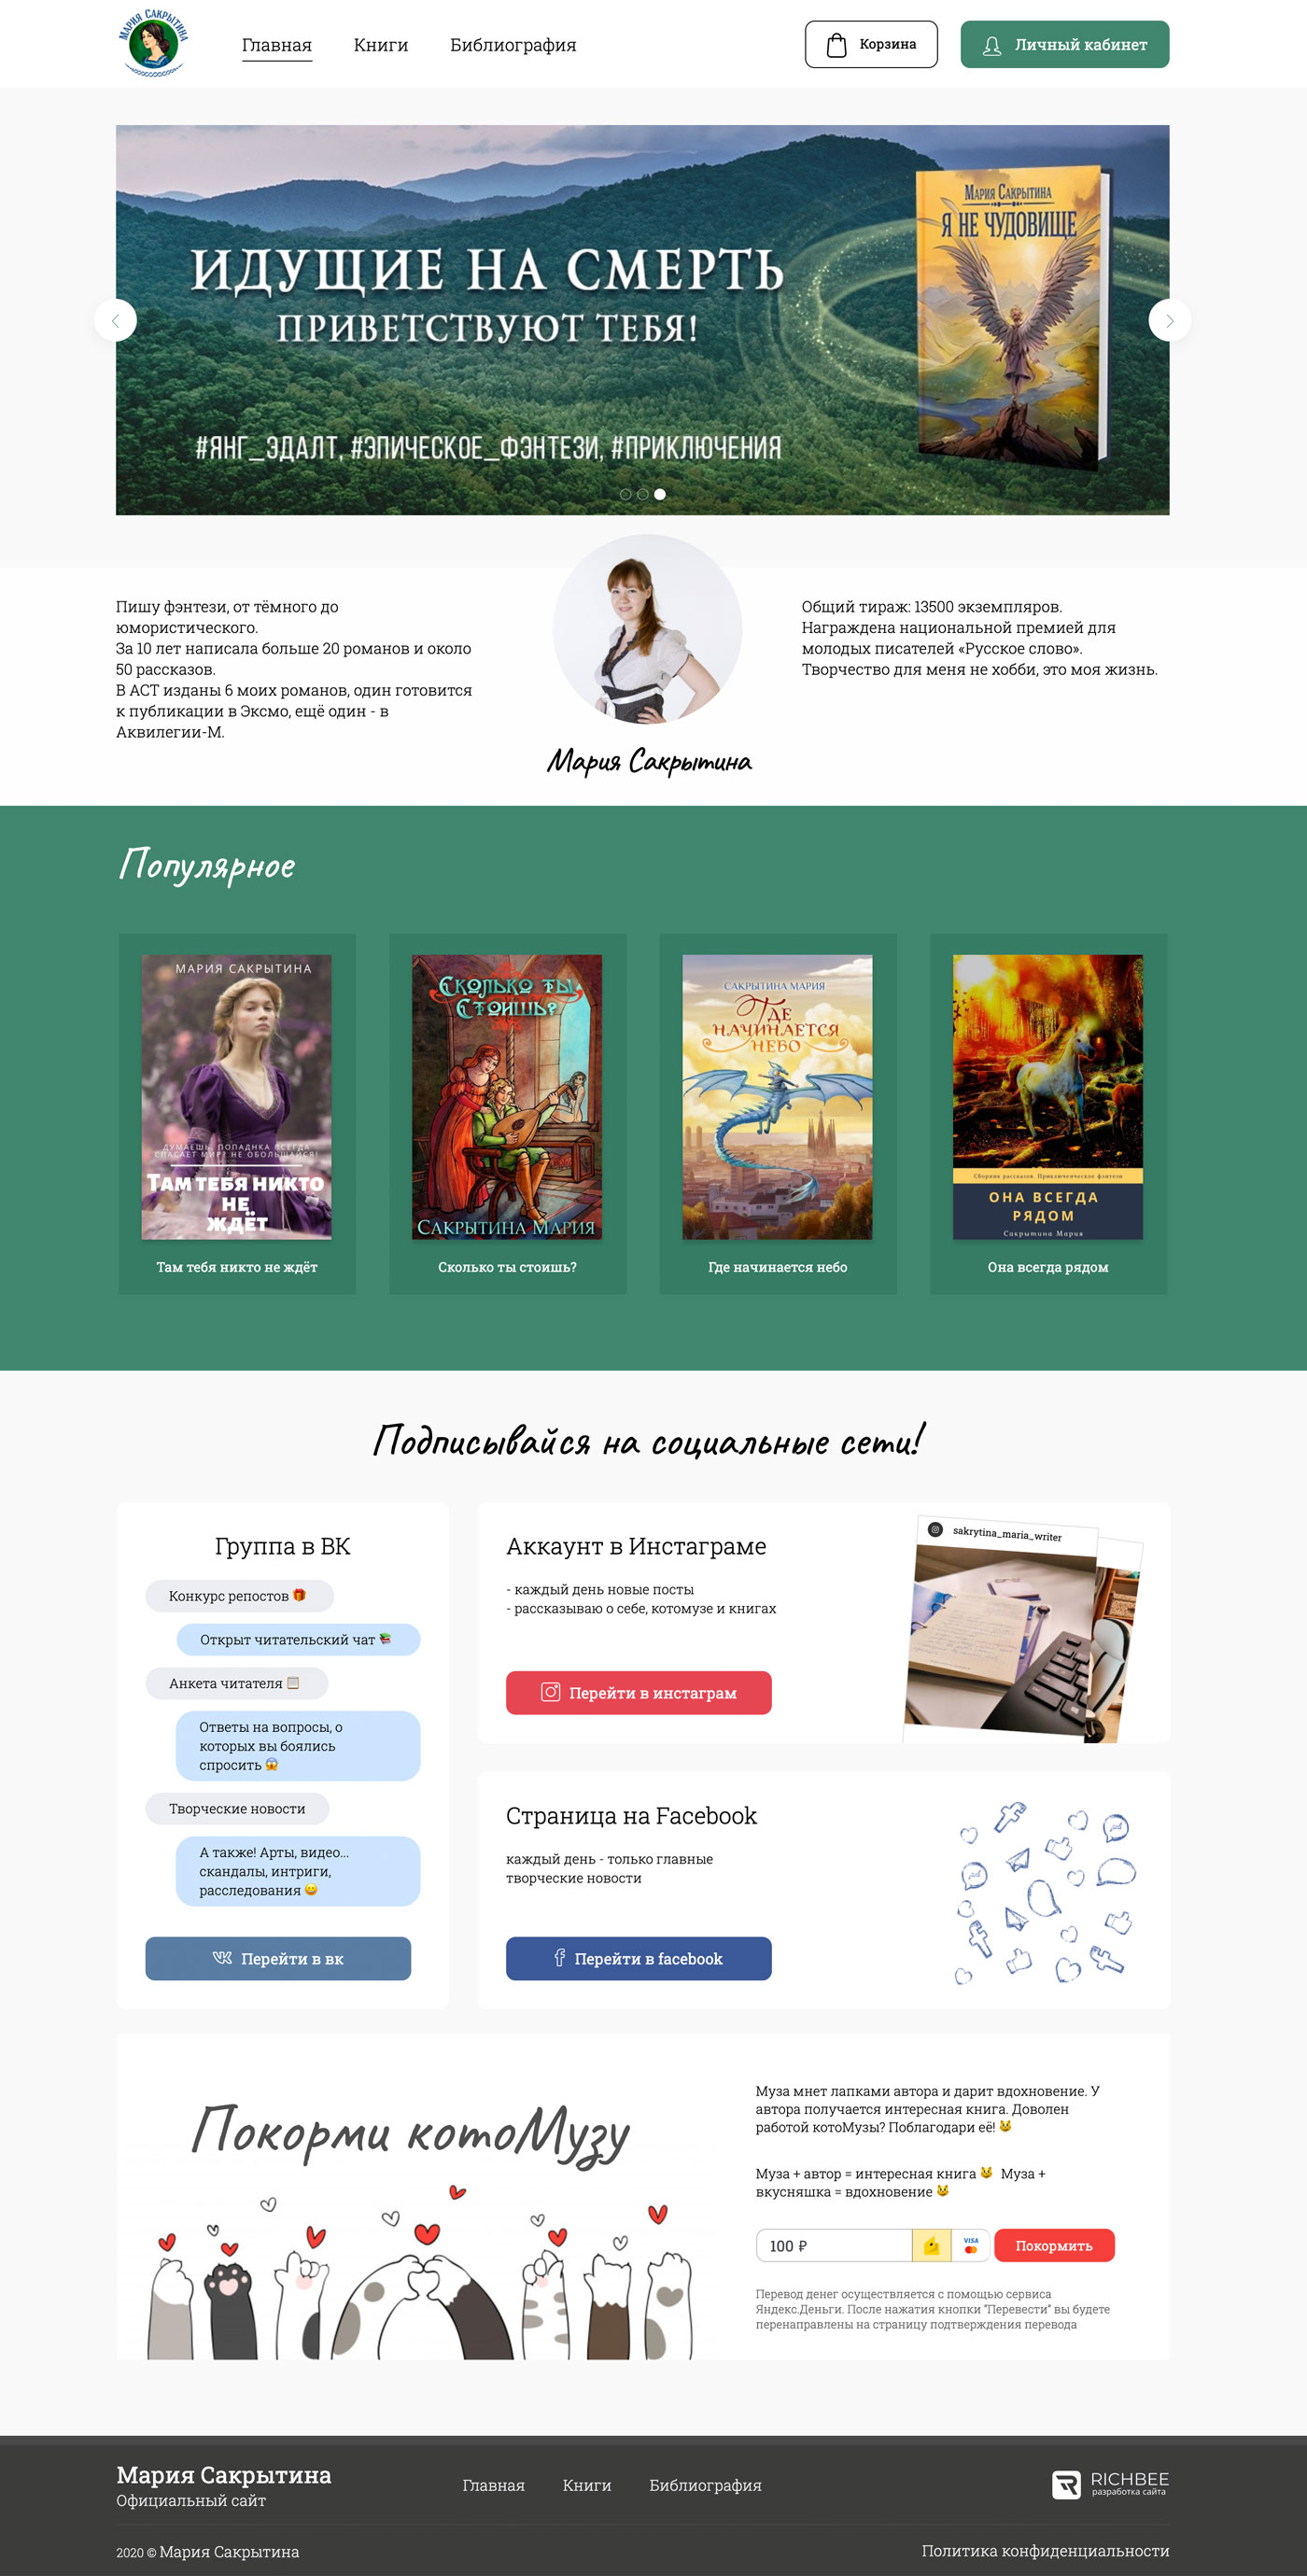 МАРИЯ САКРЫТИНА
Главная
Книги
Библиография
Корзина
Личный кабинет
ИДУЩИЕ НА СМЕРТЬ
ПРИВЕТСТВУЮТ ТЕБЯ!
#ЯНГ_ЭДАЛТ, #ЭПИЧЕСКОЕ_ФЭНТЕЗИ, #ПРИКЛЮЧЕНИЯ
МАРИЯ САКРЫТИНА
Я НЕ ЧУДОВИЩЕ
Пишу фэнтези, от тёмного до
юмористического.
За 10 лет написала больше 20 романов и около
50 рассказов.
В АСТ изданы 6 моих романов, один готовится
к публикации в Эксмо, ещё один - в
Аквилегии-М.
Мария Сакрытина
Общий тираж: 13500 экземпляров.
Награждена национальной премией для
молодых писателей «Русское слово».
Творчество для меня не хобби, это моя жизнь.
Популярное
МАРИЯ САКРЫТИНА
ДУМАЕШЬ, ПОПАДНКА ВСЕГДА
СПАСАЕТ МИР? НЕ ОБОЛЬЩАЙСЯ!
ТАМ ТЕБЯ НИКТО
НЕ
ЖДЁТ
Там тебя никто не ждёт
СКОЛЬКО ТЫ
СТОИШЬ?
САКРЫТИНА МАРИЯ
Сколько ты стоишь?
САКРЫТИНА МАРИЯ
ГДЕ
НАЧИНАЕТСЯ
НЕБО
Где начинается небо
Сборник рассказов. Приключенческое фэнтези
ОНА ВСЕГДА
РЯДОМ
Сакрытина Мария
Она всегда рядом
Подписывайся на социальные сети!
Группа в ВК
Конкурс репостов 🎁
Открыт читательский чат 📚
Анкета читателя 📋
Ответы на вопросы, о
которых вы боялись
спросить 😱
Творческие новости
А также! Арты, видео...
скандалы, интриги,
расследования 😄
Перейти в вк
Аккаунт в Инстаграме
- каждый день новые посты
- рассказываю о себе, котомузе и книгах
Перейти в инстаграм
sakrytina_maria_writer
Страница на Facebook
каждый день - только главные
творческие новости
Перейти в facebook
Покорми котоМузу
Муза мнет лапками автора и дарит вдохновение. У
автора получается интересная книга. Доволен
работой котоМузы? Поблагодари её! 😺
Муза + автор = интересная книга 😺 Муза +
вкусняшка = вдохновение 😺
100 ₽
VISA
Покормить
Перевод денег осуществляется с помощью сервиса
Яндекс.Деньги. После нажатия кнопки “Перевести” вы будете
перенаправлены на страницу подтверждения перевода
Мария Сакрытина
Официальный сайт
Главная
Книги
Библиография
RICHBEE
разработка сайта
2020 © Мария Сакрытина
Политика конфиденциальности